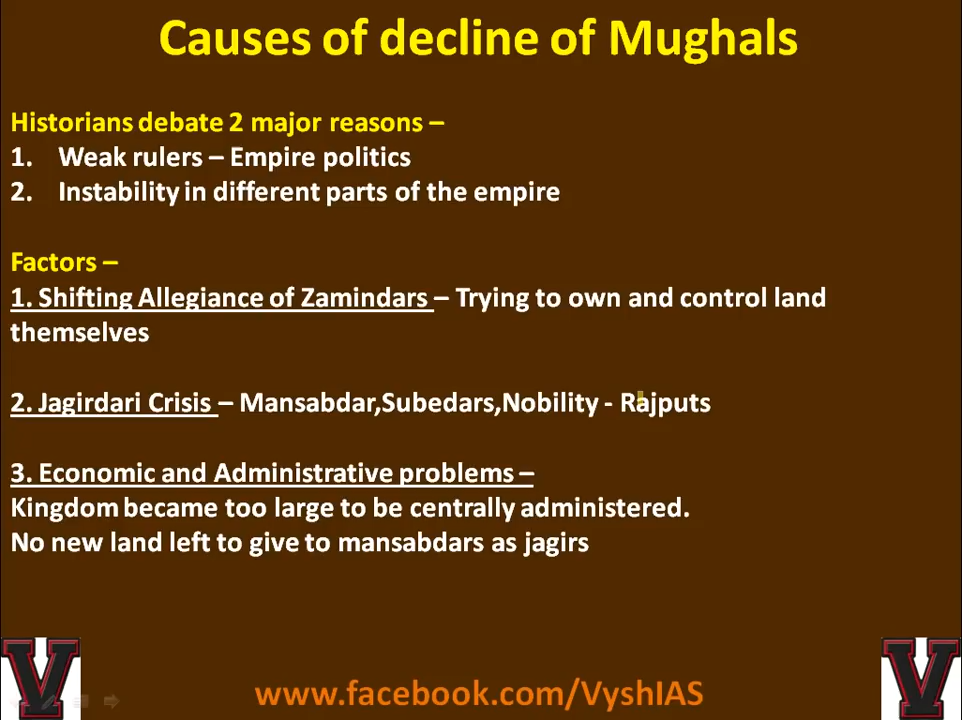 Causes of decline of Mughals
Historians debate 2 major reasons –
1. Weak rulers – Empire politics
2. Instability in different parts of the empire
Factors –
1. Shifting Allegiance of Zamindars – Trying to own and control land
themselves
2. Jagirdari Crisis – Mansabdar,Subedars,Nobility - Rajputs
3. Economic and Administrative problems –
Kingdom became too large to be centrally administered.
No new land left to give to mansabdars as jagirs
V
www.facebook.com/VyshIAS
V